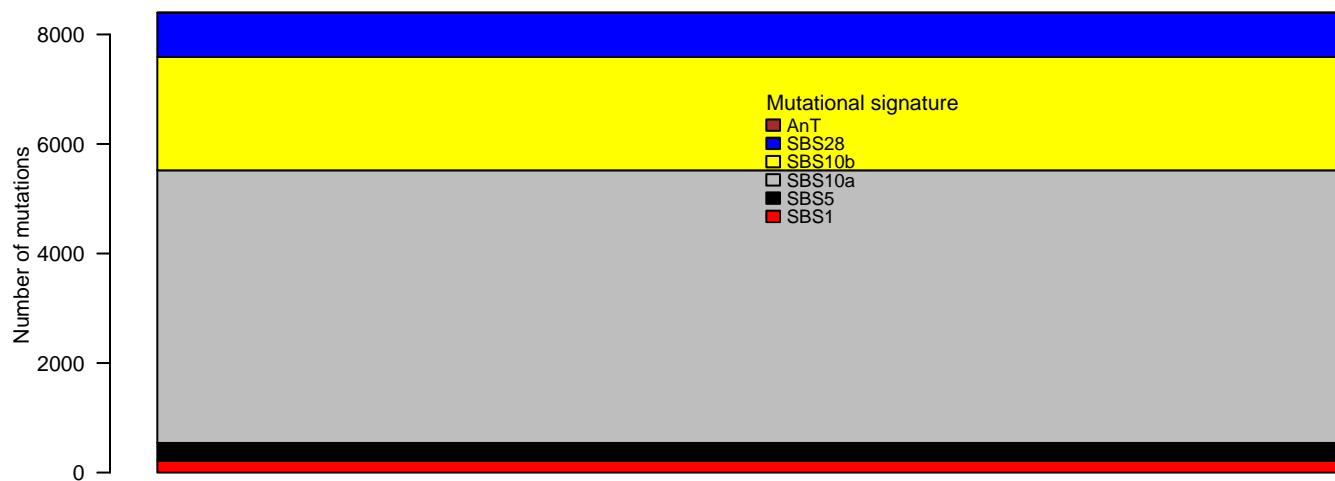 8000
6000
4000
2000
0
Number of mutations
Mutational signature
AnT
SBS28
SBS10b
SBS10a
SBS5
SBS1